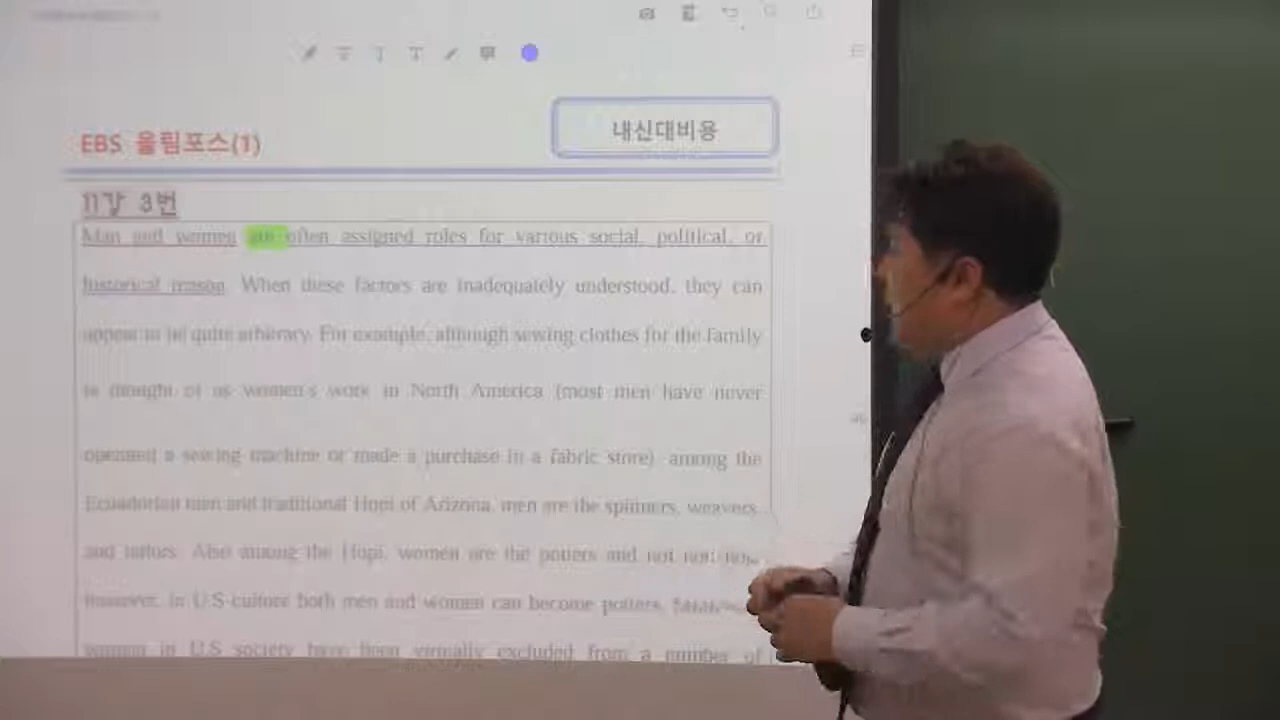 EBS 올림포스(1)
내신대비용
11강 3번
Man and women are often assigned roles for various social, political, or
historical reason. When these factors are inadequately understood, they can
appear to be quite arbitrary. For example, although sewing clothes for the family
is thought of as women's work in North America (most men have never
operated a sewing machine or made a purchase in a fabric store), among the
Ecuadorian men and traditional Hopi of Arizona, men are the spinners, weavers,
and tailors. Also among the Hopi, women are the potters and not
however, in U.S culture both men and women can become potters.
women in U.S society have been virtually excluded from a number of